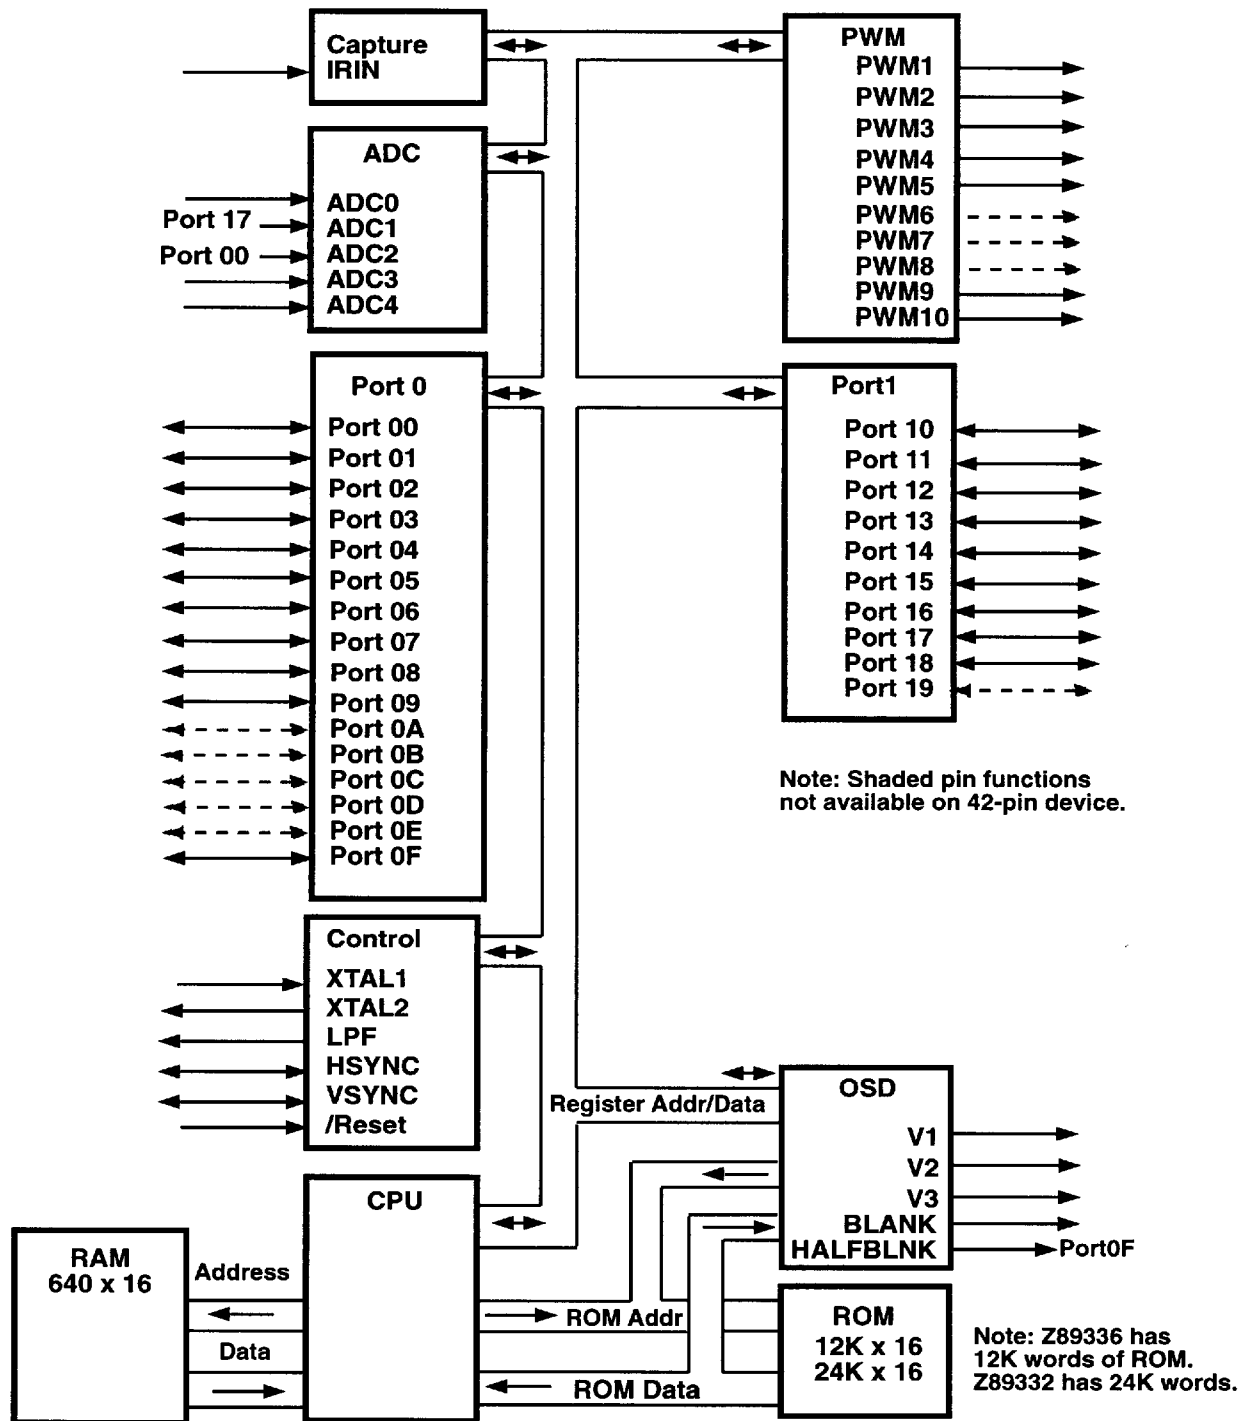 Capture
IRIN
ADC
ADC0
Port 17
ADC1
Port 00
ADC2
ADC3
ADC4
Port 0
Port 00
Port 01
Port 02
Port 03
Port 04
Port 05
Port 06
Port 07
Port 08
Port 09
Port 0A
Port 0B
Port 0C
Port 0D
Port 0E
Port 0F
Control
XTAL1
XTAL2
LPF
HSYNC
VSYNC
/Reset
CPU
RAM
640 x 16
Address
Data
PWM
PWM1
PWM2
PWM3
PWM4
PWM5
PWM6
PWM7
PWM8
PWM9
PWM10
Port1
Port 10
Port 11
Port 12
Port 13
Port 14
Port 15
Port 16
Port 17
Port 18
Port 19
Note: Shaded pin functions
not available on 42-pin device.
Register Addr/Data
OSD
V1
V2
V3
BLANK
HALFBLNK
Port0F
ROM Addr
ROM Data
ROM
12K x 16
24K x 16
Note: Z89336 has
12K words of ROM.
Z89332 has 24K words.